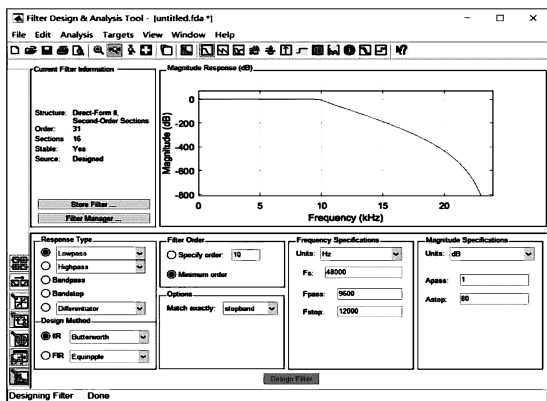 Filter Design & Analysis Tool - [untitled.fda *]
File Edit Analysis Targets View Window Help
Current Filter Information
Structure: Direct-Form II, Second-Order Sections
Order: 31
Sections 16
Stable: Yes
Source: Designed
Store Filter ...
Filter Manager ...
Magnitude Response (dB)
Magnitude (dB)
0
-200
-400
-600
-800
0 5 10 15 20
Frequency (kHz)
Response Type
Lowpass
Highpass
Bandpass
Bandstop
Differentiator
Design Method
IIR Butterworth
FIR Equiripple
Filter Order
Specify order: 10
Minimum order
Options
Match exactly: stopband
Frequency Specifications
Units: Hz
Fs: 48000
Fpass: 9600
Fstop: 12000
Magnitude Specifications
Units: dB
Apass: 1
Astop: 80
Design Filter
Designing Filter ... Done